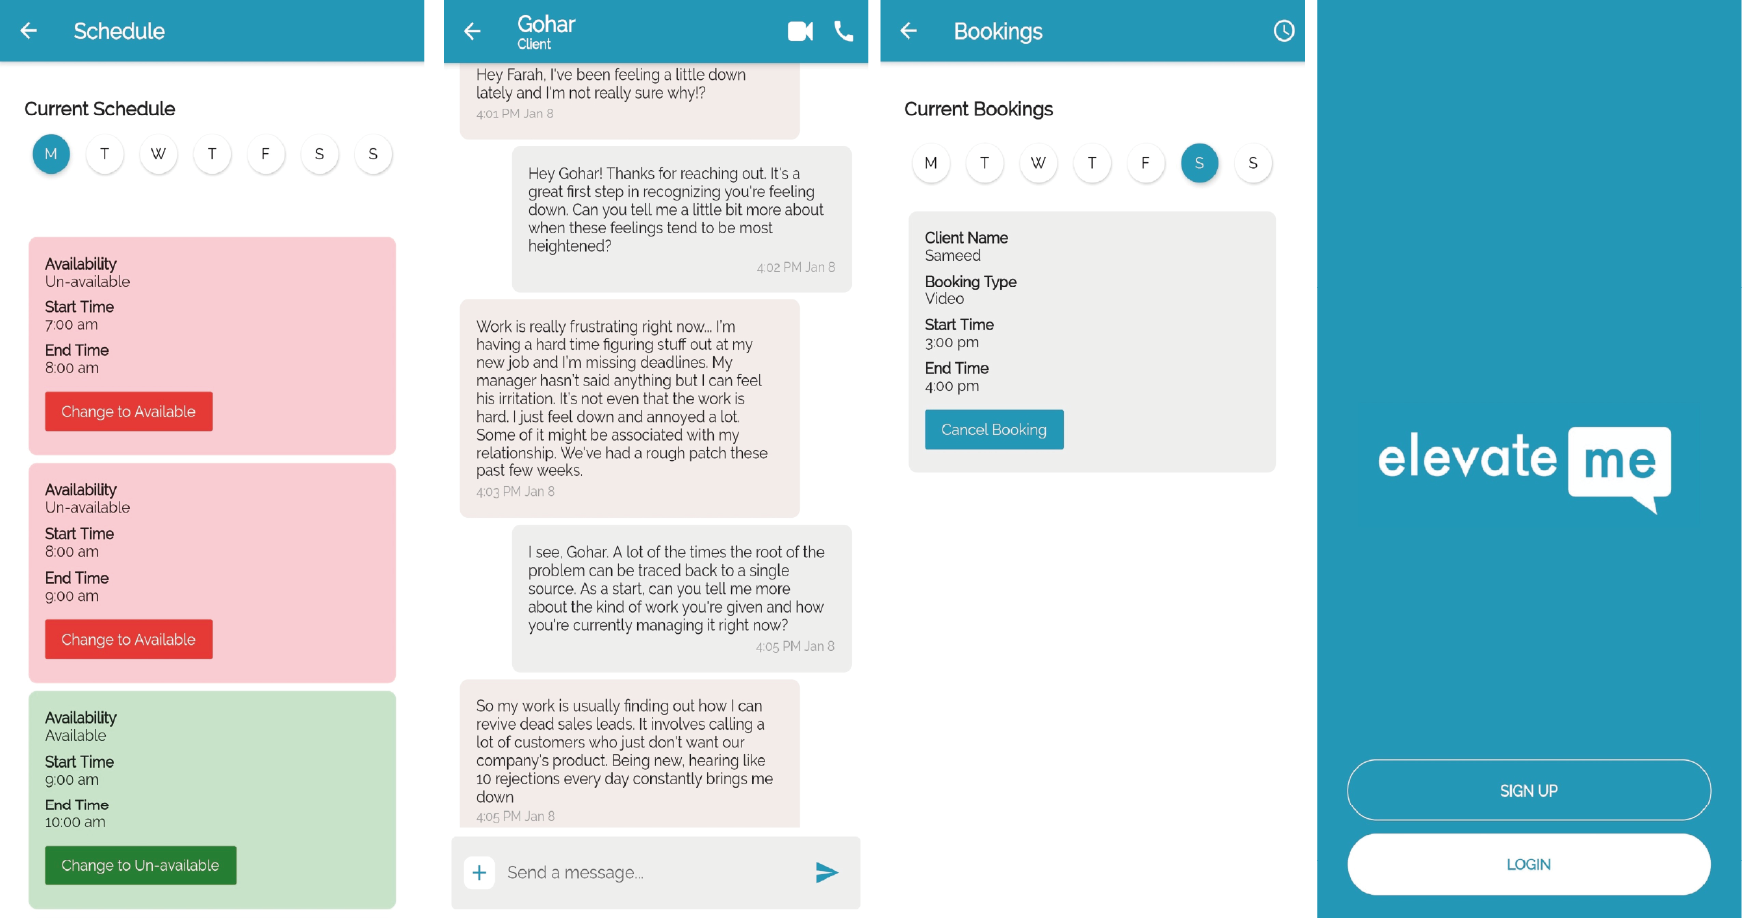 Schedule
Current Schedule
M T W T F S S
Availability
Un-available
Start Time
7:00 am
End Time
8:00 am
Change to Available
Availability
Un-available
Start Time
8:00 am
End Time
9:00 am
Change to Available
Availability
Available
Start Time
9:00 am
End Time
10:00 am
Change to Un-available
Gohar
Client
Hey Farah, I've been feeling a little down
lately and I'm not really sure why!?
4:01 PM Jan 8
Hey Gohar! Thanks for reaching out. It's a
great first step in recognizing you're feeling
down. Can you tell me a little bit more about
when these feelings tend to be most
heightened?
4:02 PM Jan 8
Work is really frustrating right now... I'm
having a hard time figuring stuff out at my
new job and I'm missing deadlines. My
manager hasn't said anything but I can feel
his irritation. It's not even that the work is
hard. I just feel down and annoyed a lot.
Some of it might be associated with my
relationship. We've had a rough patch these
past few weeks.
4:03 PM Jan 8
I see, Gohar. A lot of the times the root of the
problem can be traced back to a single
source. As a start, can you tell me more
about the kind of work you're given and how
you're currently managing it right now?
4:05 PM Jan 8
So my work is usually finding out how I can
revive dead sales leads. It involves calling a
lot of customers who just don't want our
company's product. Being new, hearing like
10 rejections every day constantly brings me
down
4:05 PM Jan 8
Send a message...
Bookings
Current Bookings
M T W T F S S
Client Name
Sameed
Booking Type
Video
Start Time
3:00 pm
End Time
4:00 pm
Cancel Booking
elevate me
SIGN UP
LOGIN